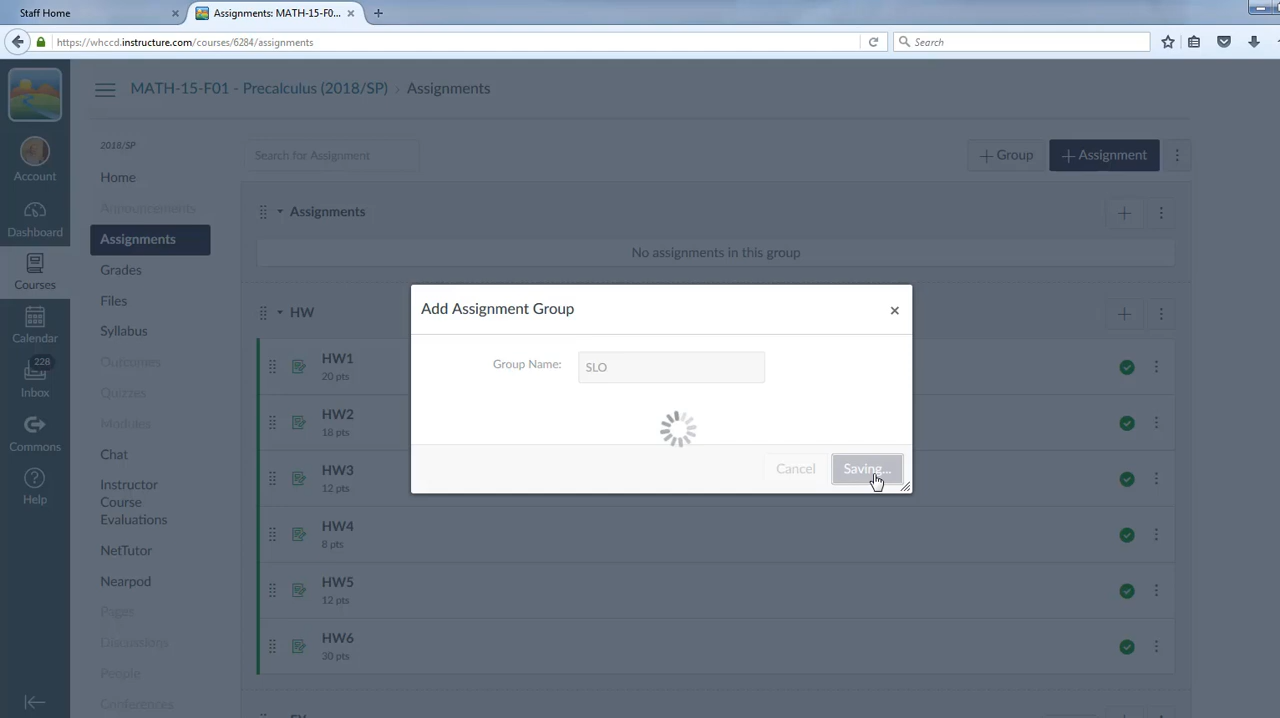 Staff Home
Assignments: MATH-15-F0...
https://whccd.instructure.com/courses/6284/assignments
Search
MATH-15-F01 - Precalculus (2018/SP) › Assignments
Account
Dashboard
Courses
Calendar
228
Inbox
Commons
Help
2018/SP
Home
Announcements
Assignments
Grades
Files
Syllabus
Outcomes
Quizzes
Modules
Chat
Instructor
Course
Evaluations
NetTutor
Nearpod
Pages
Discussions
People
Conferences
Search for Assignment
+ Group
+ Assignment
Assignments
No assignments in this group
HW
HW1
20 pts
HW2
18 pts
HW3
12 pts
HW4
8 pts
HW5
12 pts
HW6
30 pts
Add Assignment Group
Group Name:
SLO
Cancel
Saving...